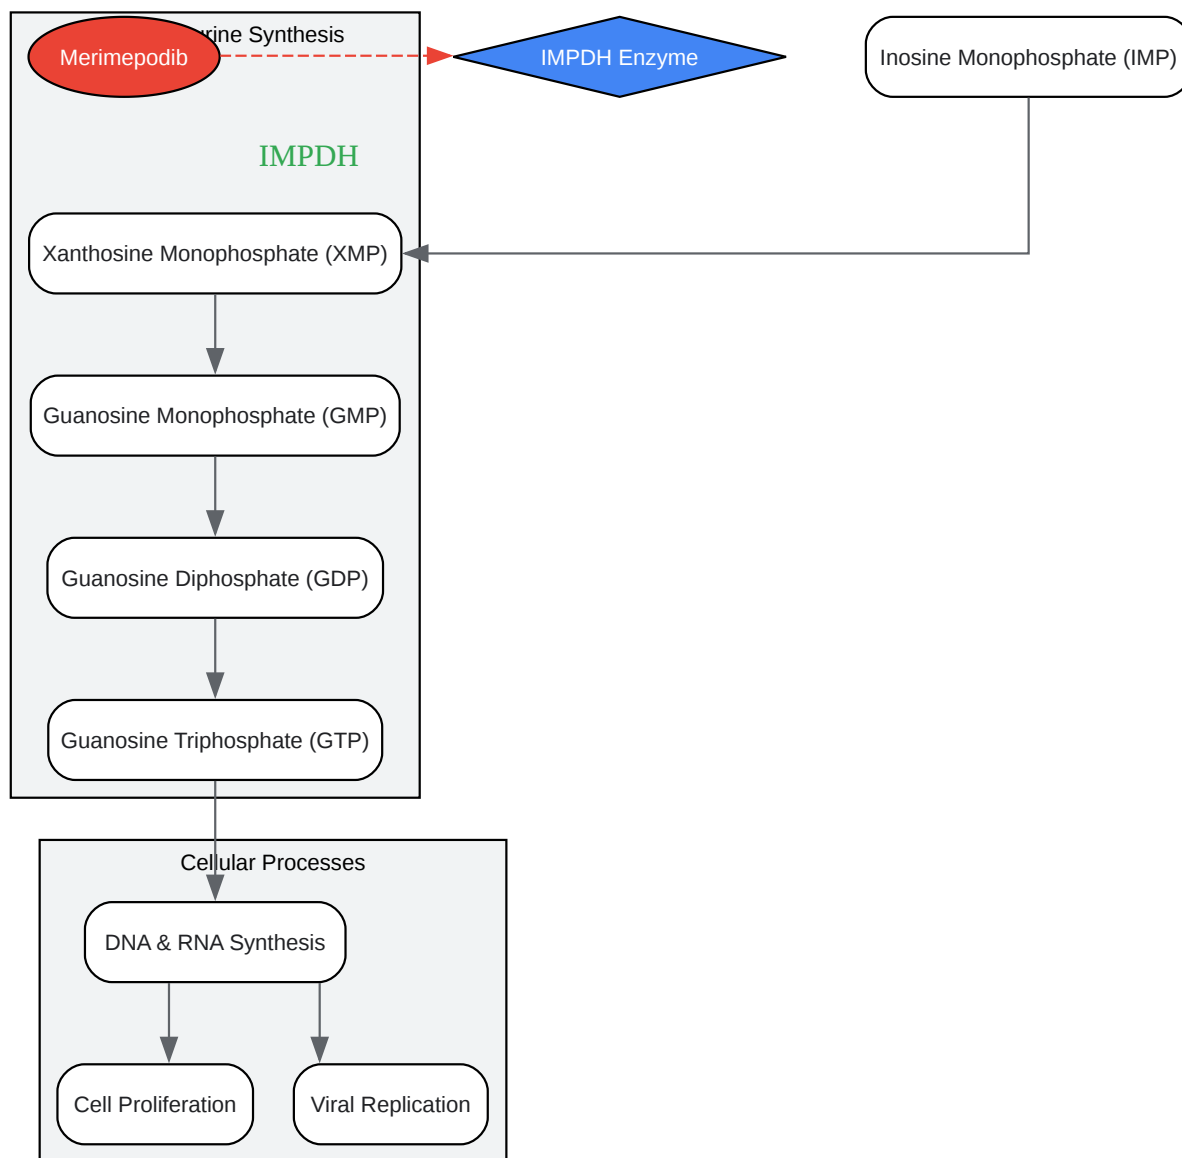 urine Synthesis
Merimepodib
IMPDH Enzyme
Inosine Monophosphate (IMP)
IMPDH
Xanthosine Monophosphate (XMP)
Guanosine Monophosphate (GMP)
Guanosine Diphosphate (GDP)
Guanosine Triphosphate (GTP)
Cellular Processes
DNA & RNA Synthesis
Cell Proliferation
Viral Replication